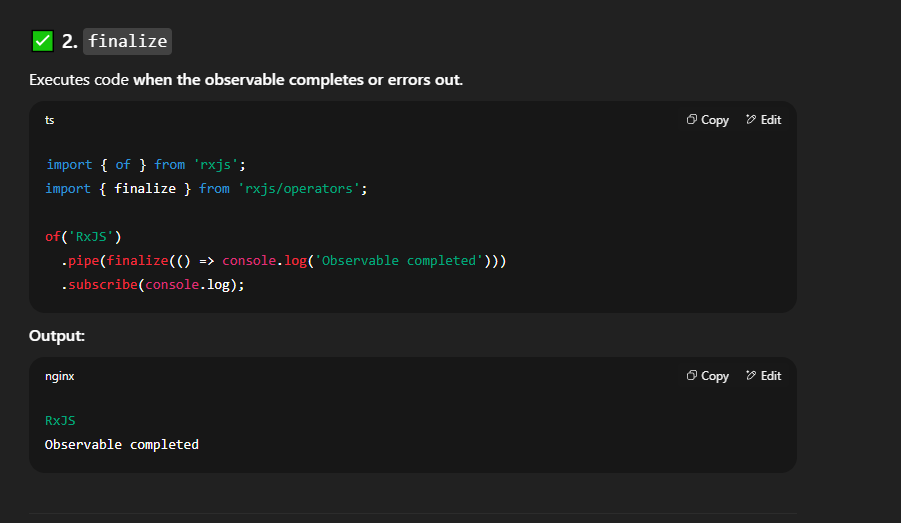 ✅ 2. finalize
Executes code when the observable completes or errors out.
ts
Copy
Edit
import { of } from 'rxjs';
import { finalize } from 'rxjs/operators';
of('RxJS')
.pipe(finalize(() => console.log('Observable completed')))
.subscribe(console.log);
Output:
nginx
Copy
Edit
RxJS
Observable completed